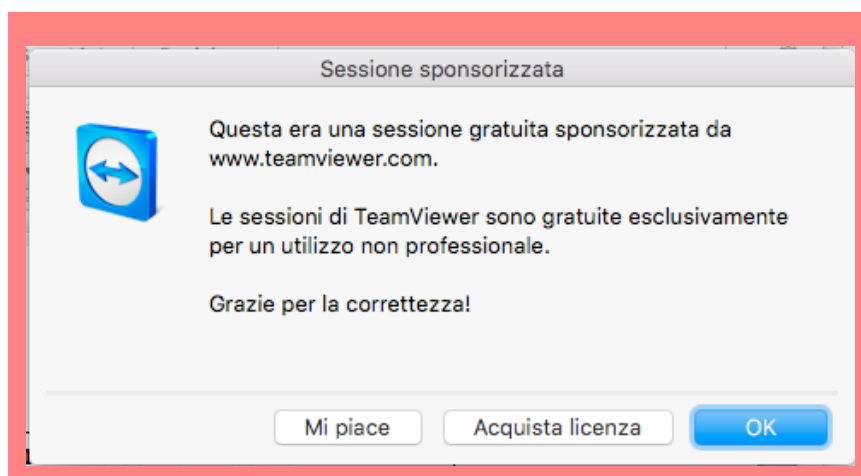 Sessione sponsorizzata
Questa era una sessione gratuita sponsorizzata da
www.teamviewer.com.
Le sessioni di TeamViewer sono gratuite esclusivamente
per un utilizzo non professionale.
Grazie per la correttezza!
Mi piace
Acquista licenza
OK